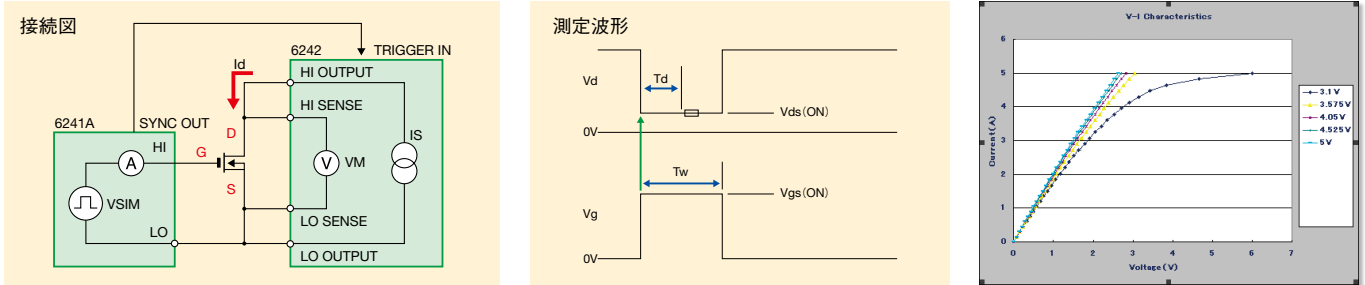 接続図
6242
TRIGGER IN
Id
HI OUTPUT
HI SENSE
6241A
SYNC OUT
D
IS
HI
A
G
V
VM
S
VSIM
LO SENSE
LO
LO OUTPUT
測定波形
Vd
Td
Vds(ON)
0V
Tw
Vgs(ON)
Vg
0V
V-I Characteristics
6
5
4
3
2
1
0
Current(A)
0 1 2 3 4 5 6 7
Voltage(V)
3.1V
3.575V
4.05V
4.525V
5V